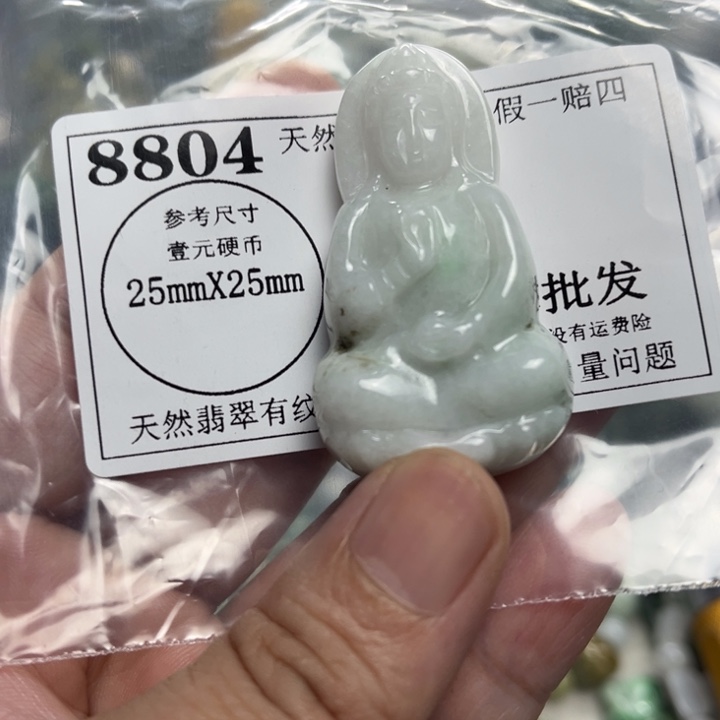 8804 天然 假一赔四
参考尺寸
壹元硬币
25mmX25mm
批发
没有运费险
量问题
天然翡翠有纹